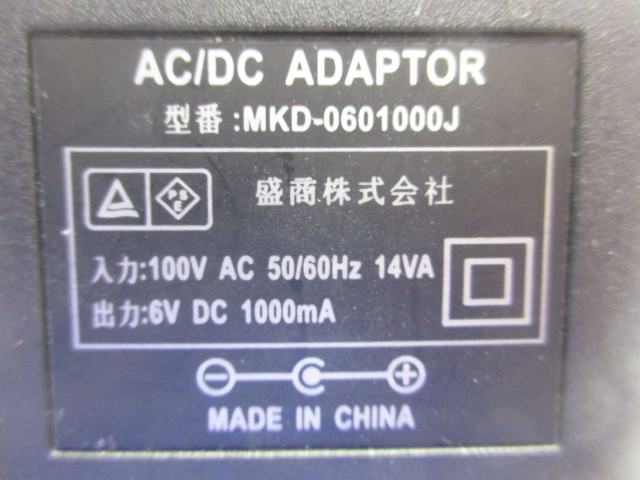 AC/DC ADAPTOR
型番:MKD-0601000J
PSE
盛商株式会社
入力:100V AC 50/60Hz 14VA
出力:6V DC 1000mA
MADE IN CHINA